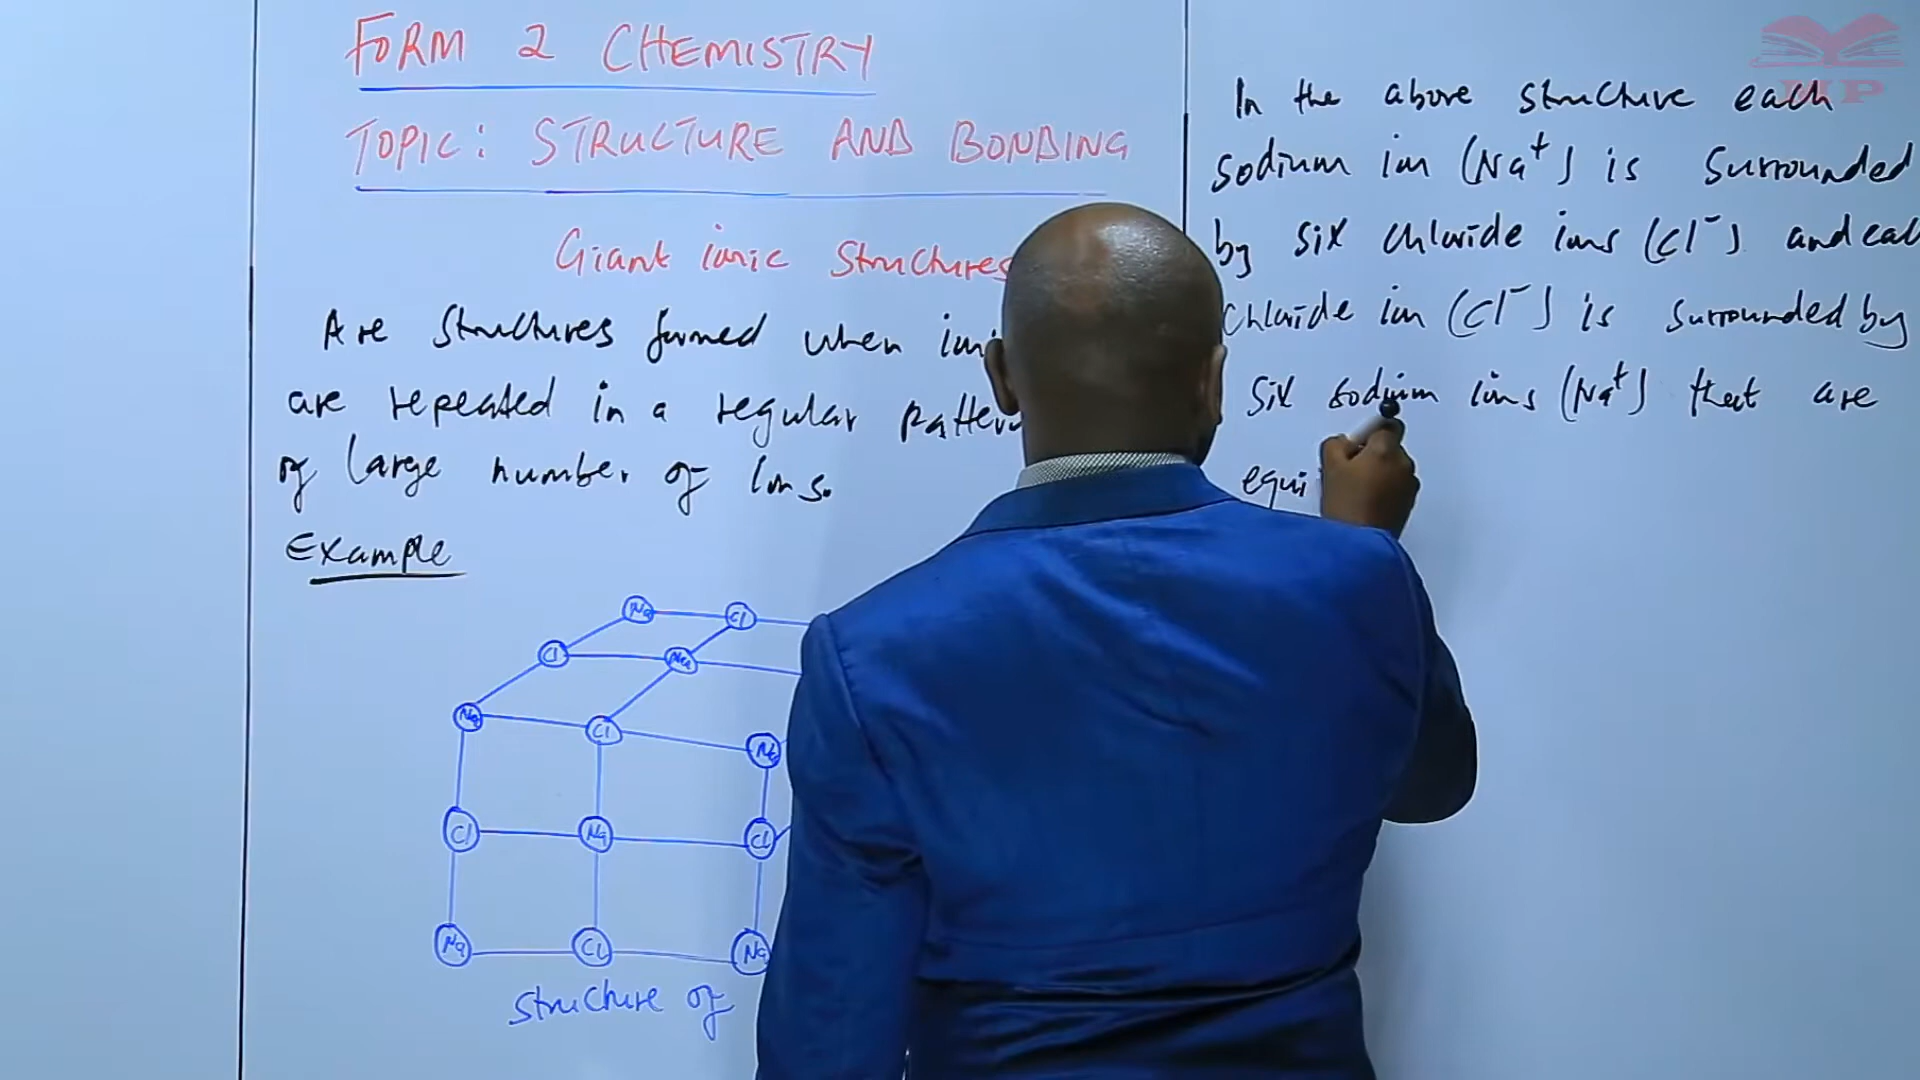 FORM 2 CHEMISTRY
TOPIC: STRUCTURE AND BONDING
Giant ionic Structures
Are structures formed when
are repeated in a regular pattern
of large number of Ions.
Example
Na Cl
Cl Na
Na Cl Na
Cl Na Cl
Na Cl Na
Structure of
In the above structure each
sodium ion (Na⁺) is surrounded
by six chloride ions (Cl⁻) and
chloride ion (Cl⁻) is surrounded by
six sodium ions (Na⁺) that are
equi
MP